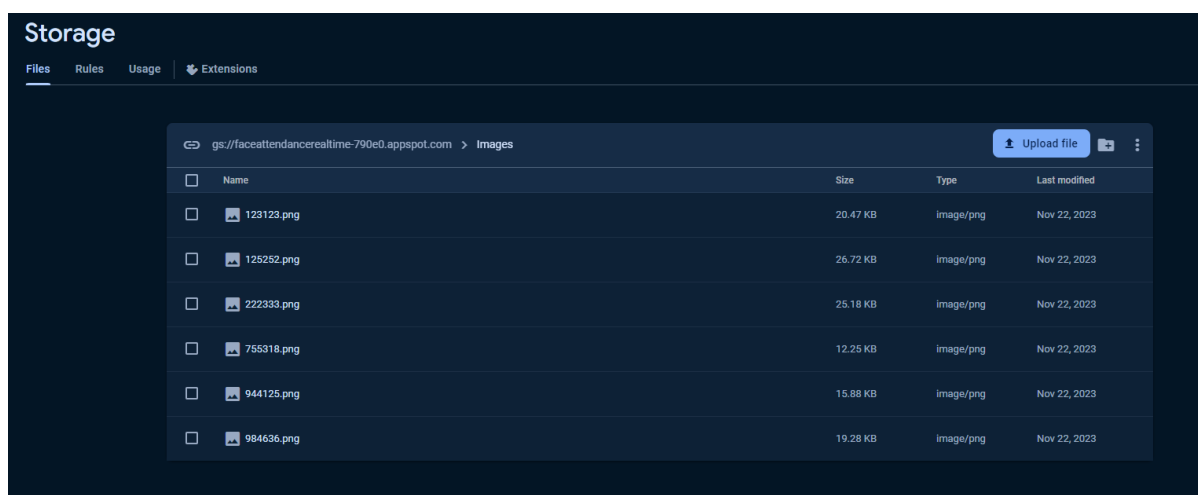 Storage
Files Rules Usage Extensions
gs://faceattendancerealtime-790e0.appspot.com > Images Upload file
Name Size Type Last modified
123123.png 20.47 KB image/png Nov 22, 2023
125252.png 26.72 KB image/png Nov 22, 2023
222333.png 25.18 KB image/png Nov 22, 2023
755318.png 12.25 KB image/png Nov 22, 2023
944125.png 15.88 KB image/png Nov 22, 2023
984636.png 19.28 KB image/png Nov 22, 2023